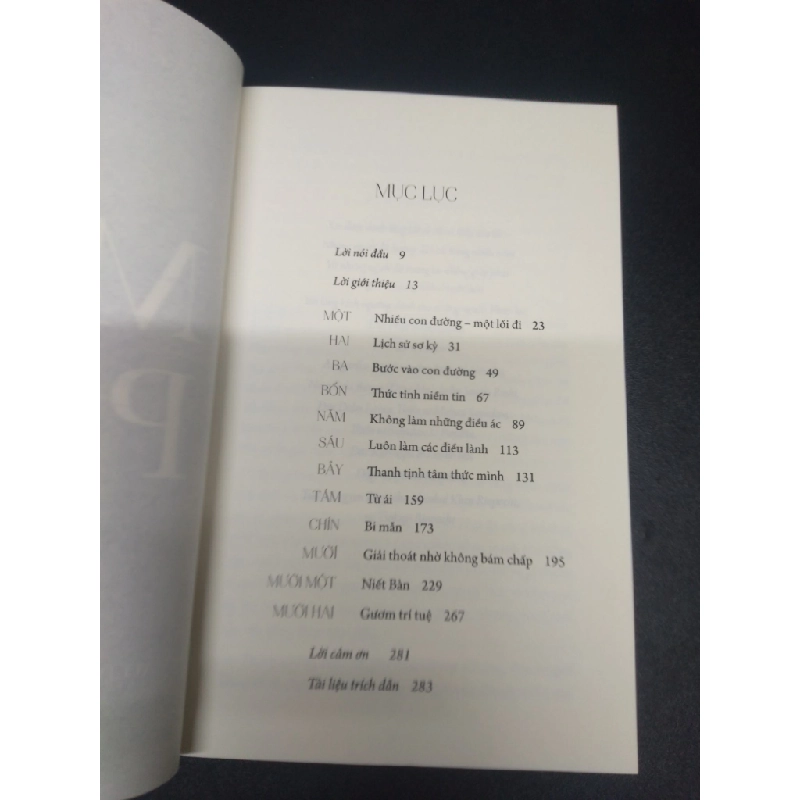 MỤC LỤC
Lời nói đầu 9
Lời giới thiệu 13
MỘT Nhiều con đường – một lối đi 23
HAI Lịch sử sơ kỳ 31
BA Bước vào con đường 49
BỐN Thức tỉnh niềm tin 67
NĂM Không làm những điều ác 89
SÁU Luôn làm các điều lành 113
BẢY Thanh tịnh tâm thức mình 131
TÁM Từ ái 159
CHÍN Bi mẫn 173
MƯỜI Giải thoát nhờ không bám chấp 195
MƯỜI MỘT Niết Bàn 229
MƯỜI HAI Gươm trí tuệ 267
Lời cảm ơn 281
Tài liệu trích dẫn 283